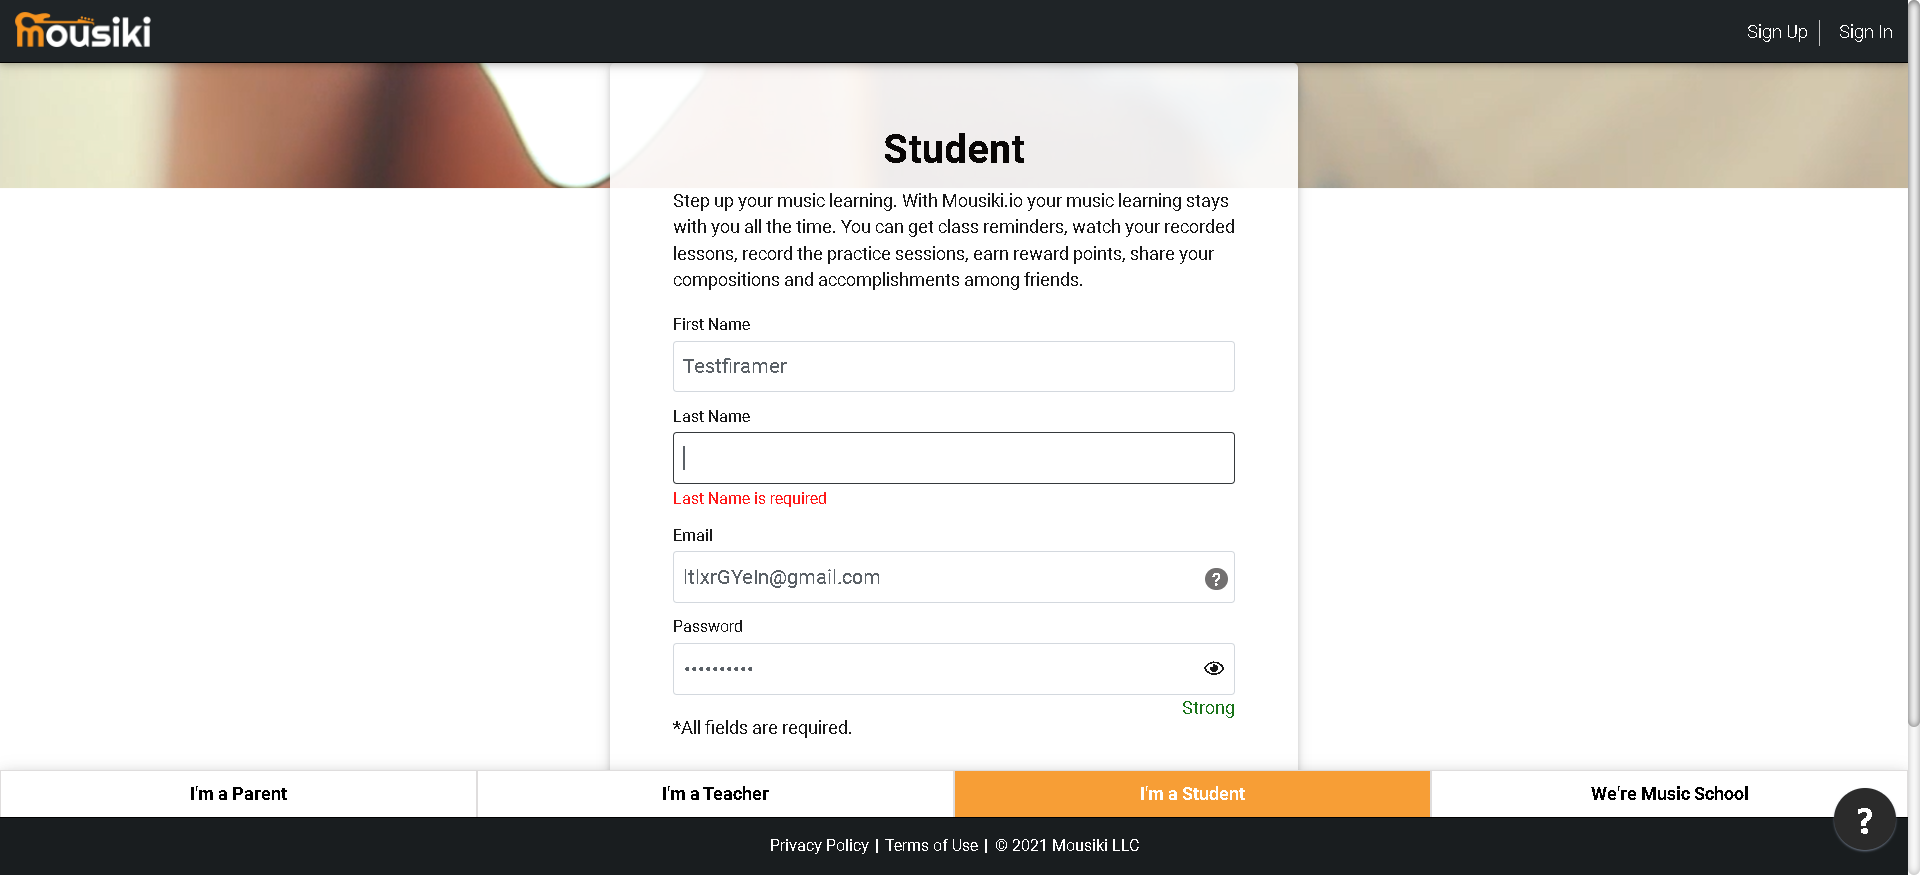 mousiki
Sign Up
Sign In
Student
Step up your music learning. With Mousiki.io your music learning stays
with you all the time. You can get class reminders, watch your recorded
lessons, record the practice sessions, earn reward points, share your
compositions and accomplishments among friends.
First Name
Testfiramer
Last Name
Last Name is required
Email
ItIxrGYeIn@gmail.com
?
Password
••••••••••
Strong
*All fields are required.
I'm a Parent
I'm a Teacher
I'm a Student
We're Music School
?
Privacy Policy | Terms of Use | © 2021 Mousiki LLC